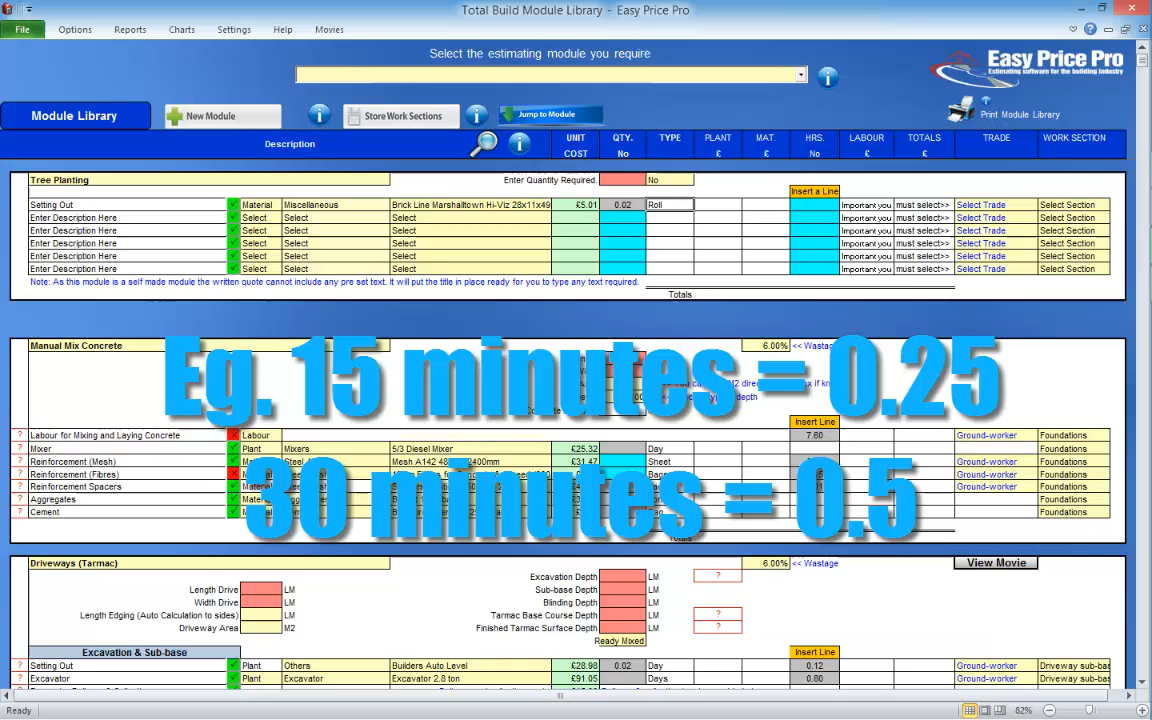 Total Build Module Library - Easy Price Pro
File Options Reports Charts Settings Help Movies
Select the estimating module you require
Easy Price Pro
Estimating software for the building industry
Module Library New Module Store Work Sections Jump to Module Print Module Library
Description UNIT COST QTY. No TYPE PLANT £ MAT. £ HRS. No LABOUR £ TOTALS £ TRADE WORK SECTION
Tree Planting Enter Quantity Required. No
Insert a Line
Setting Out Material Miscellaneous Brick Line Marshalltown Hi-Viz 28x11x49 £5.01 0.02 Roll Important you must select>> Select Trade Select Section
Enter Description Here Select Select Select Important you must select>> Select Trade Select Section
Enter Description Here Select Select Select Important you must select>> Select Trade Select Section
Enter Description Here Select Select Select Important you must select>> Select Trade Select Section
Enter Description Here Select Select Select Important you must select>> Select Trade Select Section
Enter Description Here Select Select Select Important you must select>> Select Trade Select Section
Note: As this module is a self made module the written quote cannot include any pre set text. It will put the title in place ready for you to type any text required.
Totals
Manual Mix Concrete 6.00% << Wastage
Eg. 15 minutes = 0.25
Insert Line
? Labour for Mixing and Laying Concrete Labour 7.60 Ground-worker Foundations
? Mixer Plant Mixers 5/3 Diesel Mixer £25.32 Day Foundations
? Reinforcement (Mesh) Mesh A142 2400mm £31.47 Sheet Ground-worker Foundations
? Reinforcement (Fibres) Ground-worker Foundations
? Reinforcement Spacers Ground-worker Foundations
? Aggregates Foundations
? Cement Foundations
30 minutes = 0.5
Totals
Driveways (Tarmac) 6.00% << Wastage View Movie
Excavation Depth LM ?
Length Drive LM Sub-base Depth LM
Width Drive LM Blinding Depth LM
Length Edging (Auto Calculation to sides) LM Tarmac Base Course Depth LM ?
Driveway Area M2 Finished Tarmac Surface Depth LM ?
Ready Mixed
Excavation & Sub-base Insert Line
? Setting Out Plant Others Builders Auto Level £28.98 0.02 Day 0.12 Ground-worker Driveway sub-bas
? Excavator Plant Excavator Excavator 2.8 ton £91.05 Days 0.80 Ground-worker Driveway sub-bas
Ready 82%